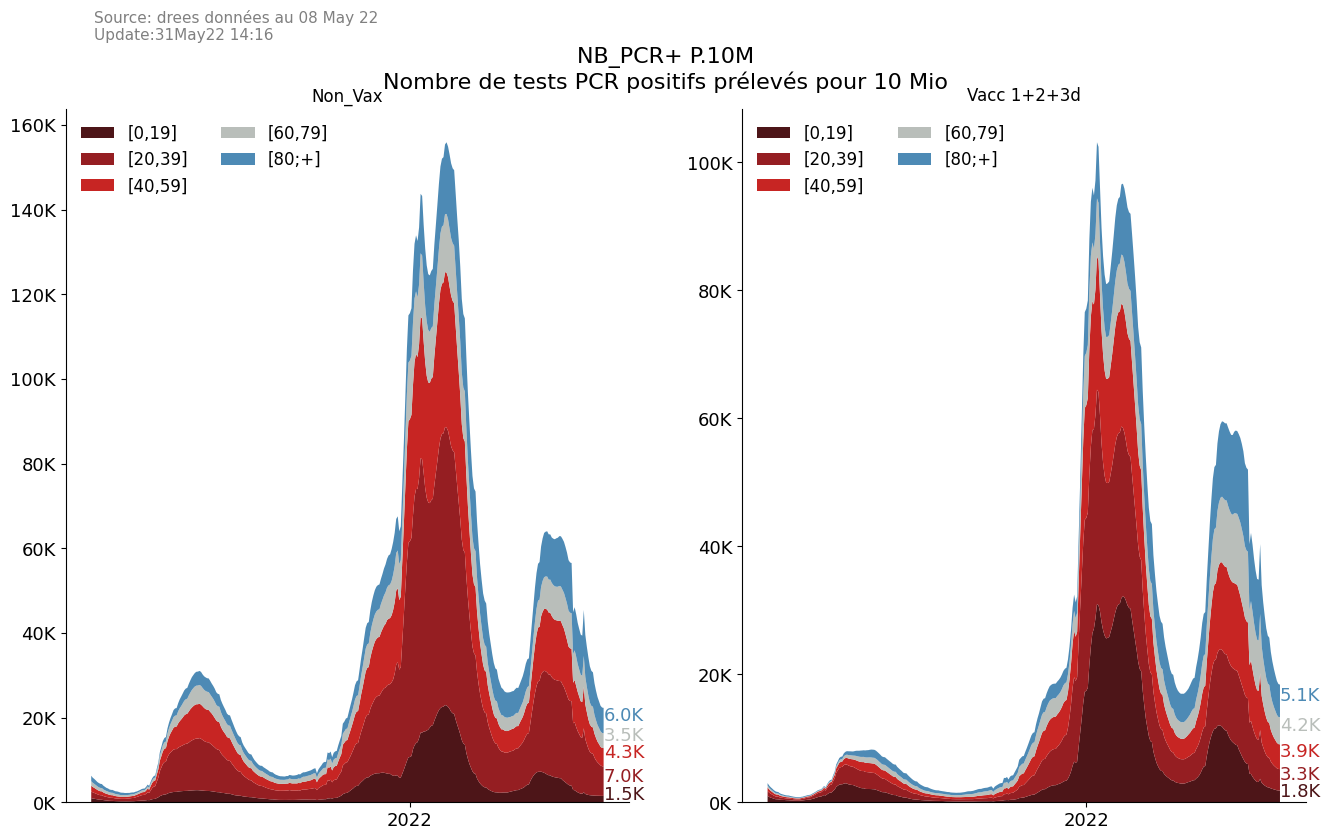 Source: drees données au 08 May 22
Update:31May22 14:16
NB_PCR+ P.10M
Nombre de tests PCR positifs prélevés pour 10 Mio
Non_Vax
[0,19]
[20,39]
[40,59]
[60,79]
[80;+]
160K
140K
120K
100K
80K
60K
40K
20K
0K
6.0K
3.5K
4.3K
7.0K
1.5K
2022
Vacc 1+2+3d
[0,19]
[20,39]
[40,59]
[60,79]
[80;+]
100K
80K
60K
40K
20K
0K
5.1K
4.2K
3.9K
3.3K
1.8K
2022